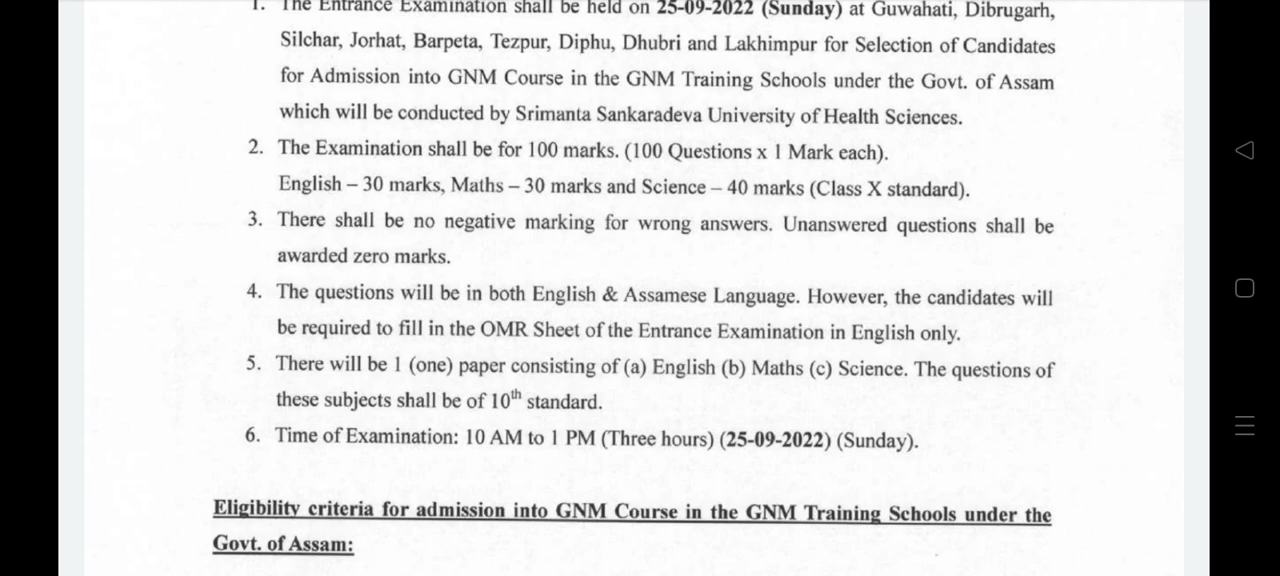 1. The Entrance Examination shall be held on 25-09-2022 (Sunday) at Guwahati, Dibrugarh,
Silchar, Jorhat, Barpeta, Tezpur, Diphu, Dhubri and Lakhimpur for Selection of Candidates
for Admission into GNM Course in the GNM Training Schools under the Govt. of Assam
which will be conducted by Srimanta Sankaradeva University of Health Sciences.
2. The Examination shall be for 100 marks. (100 Questions x 1 Mark each).
English – 30 marks, Maths – 30 marks and Science – 40 marks (Class X standard).
3. There shall be no negative marking for wrong answers. Unanswered questions shall be
awarded zero marks.
4. The questions will be in both English & Assamese Language. However, the candidates will
be required to fill in the OMR Sheet of the Entrance Examination in English only.
5. There will be 1 (one) paper consisting of (a) English (b) Maths (c) Science. The questions of
these subjects shall be of 10th standard.
6. Time of Examination: 10 AM to 1 PM (Three hours) (25-09-2022) (Sunday).
Eligibility criteria for admission into GNM Course in the GNM Training Schools under the
Govt. of Assam: